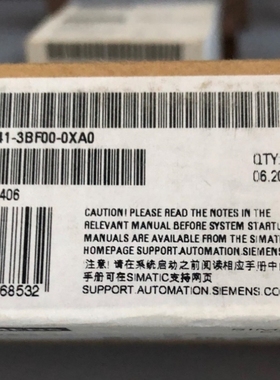 41-3BF00-0XA0
QTY:
406
06.20
CAUTION! PLEASE READ THE NOTES IN THE
RELEVANT MANUAL BEFORE SYSTEM STARTU
MANUALS ARE AVAILABLE FROM THE SIMATI
HOMEPAGE SUPPORT.AUTOMATION.SIEMENS
注意! 请在系统启动之前阅读相应手册中
手册可在SIMATIC支持网页
68532
SUPPORT.AUTOMATION.SIEMENS.CO